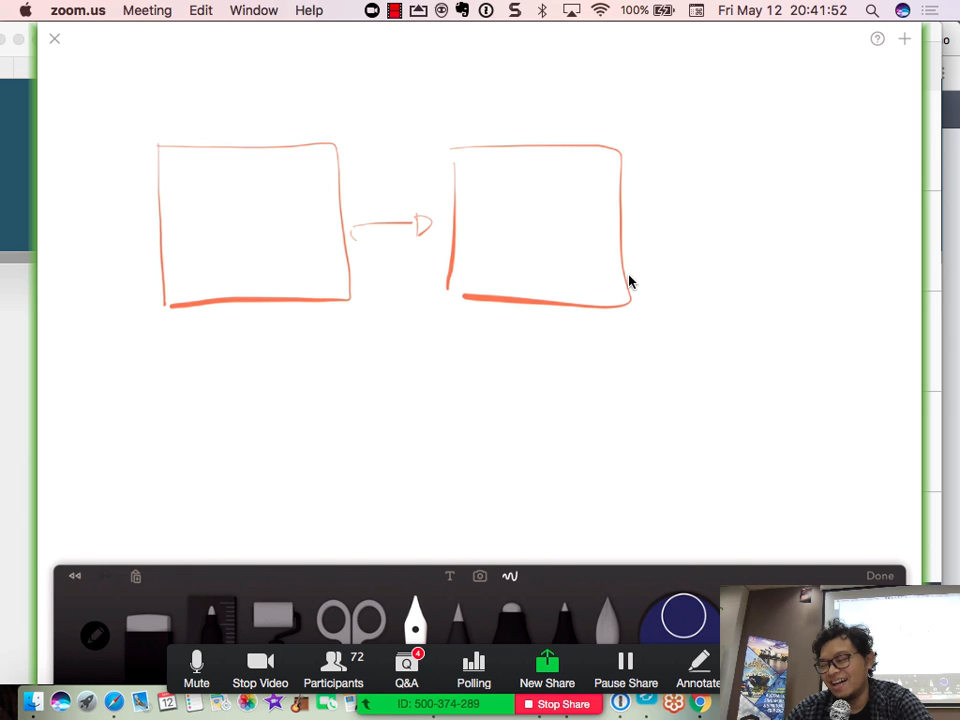 zoom.us Meeting Edit Window Help 100% Fri May 12 20:41:52
T Done
4
72
Mute Stop Video Participants Q&A Polling New Share Pause Share Annotate
12 ID: 500-374-289 Stop Share